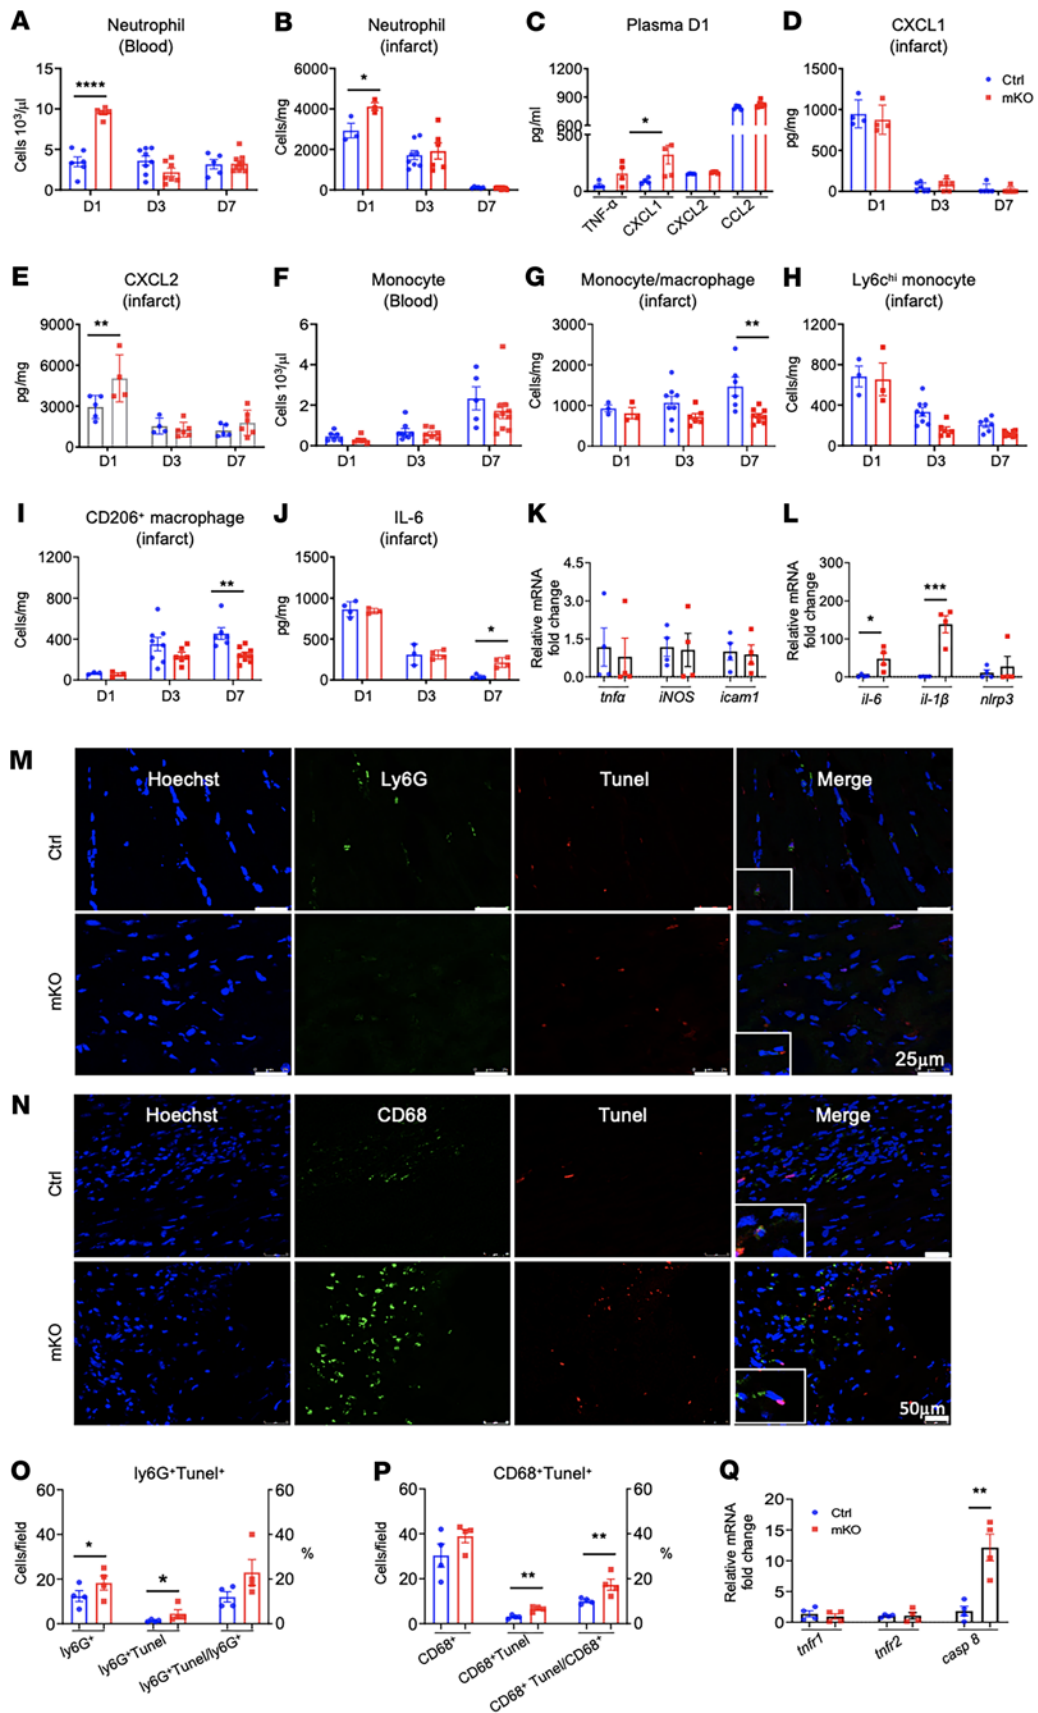 A
Neutrophil
(Blood)
Cells 10³/µl
15
10
5
0
****
D1 D3 D7
B
Neutrophil
(infarct)
Cells/mg
6000
4000
2000
0
*
D1 D3 D7
C
Plasma D1
pg/ml
1200
900
600
500
0
*
TNF-α CXCL1 CXCL2 CCL2
D
CXCL1
(infarct)
pg/mg
1500
1000
500
0
Ctrl
mKO
D1 D3 D7
E
CXCL2
(infarct)
pg/mg
9000
6000
3000
0
**
D1 D3 D7
F
Monocyte
(Blood)
Cells 10³/µl
6
4
2
0
D1 D3 D7
G
Monocyte/macrophage
(infarct)
Cells/mg
3000
2000
1000
0
**
D1 D3 D7
H
Ly6cʰⁱ monocyte
(infarct)
Cells/mg
1200
800
400
0
D1 D3 D7
I
CD206⁺ macrophage
(infarct)
Cells/mg
1200
800
400
0
**
D1 D3 D7
J
IL-6
(infarct)
pg/mg
1500
1000
500
0
*
D1 D3 D7
K
Relative mRNA
fold change
4.5
3.0
1.5
0.0
tnfα iNOS icam1
L
Relative mRNA
fold change
300
200
100
0
* ***
il-6 il-1β nlrp3
M
Hoechst Ly6G Tunel Merge
Ctrl
mKO
25µm
N
Hoechst CD68 Tunel Merge
Ctrl
mKO
50µm
O
ly6G⁺Tunel⁺
Cells/field
60
40
20
0
* *
60
40
20
0
%
ly6G⁺ ly6G⁺Tunel ly6G⁺Tunel/ly6G⁺
P
CD68⁺Tunel⁺
Cells/field
60
40
20
0
** **
60
40
20
0
%
CD68⁺ CD68⁺Tunel CD68⁺ Tunel/CD68⁺
Q
Relative mRNA
fold change
20
15
10
5
0
Ctrl
mKO
**
tnfr1 tnfr2 casp 8